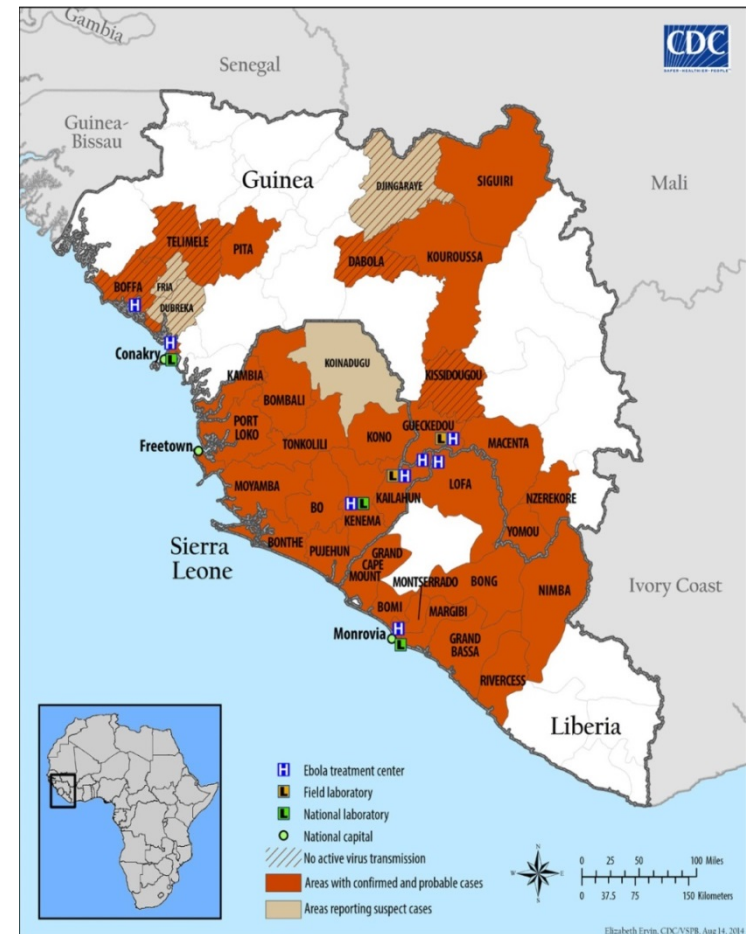 Gambia
Senegal
CDC
SAFER·HEALTHIER·PEOPLE™
Guinea-
Bissau
Guinea
DJINGARAYE
SIGUIRI
Mali
TELIMELE
PITA
DABOLA
KOUROUSSA
BOFFA
FRIA
DUBREKA
Conakry
KOINADUGU
KISSIDOUGOU
KAMBIA
BOMBALI
PORT
LOKO
KONO
GUECKEDOU
MACENTA
Freetown
TONKOLILI
MOYAMBA
KAILAHUN
LOFA
NZEREKORE
BO
KENEMA
YOMOU
Sierra
Leone
BONTHE
PUJEHUN
GRAND
CAPE
MOUNT
MONTSERRADO
BONG
NIMBA
Ivory Coast
BOMI
MARGIBI
Monrovia
GRAND
BASSA
RIVERCESS
Liberia
H Ebola treatment center
L Field laboratory
L National laboratory
National capital
No active virus transmission
Areas with confirmed and probable cases
Areas reporting suspect cases
N
W E
S
0 25 50 100 Miles
0 37.5 75 150 Kilometers
Elizabeth Ervin, CDC/VSPB, Aug 14, 2014